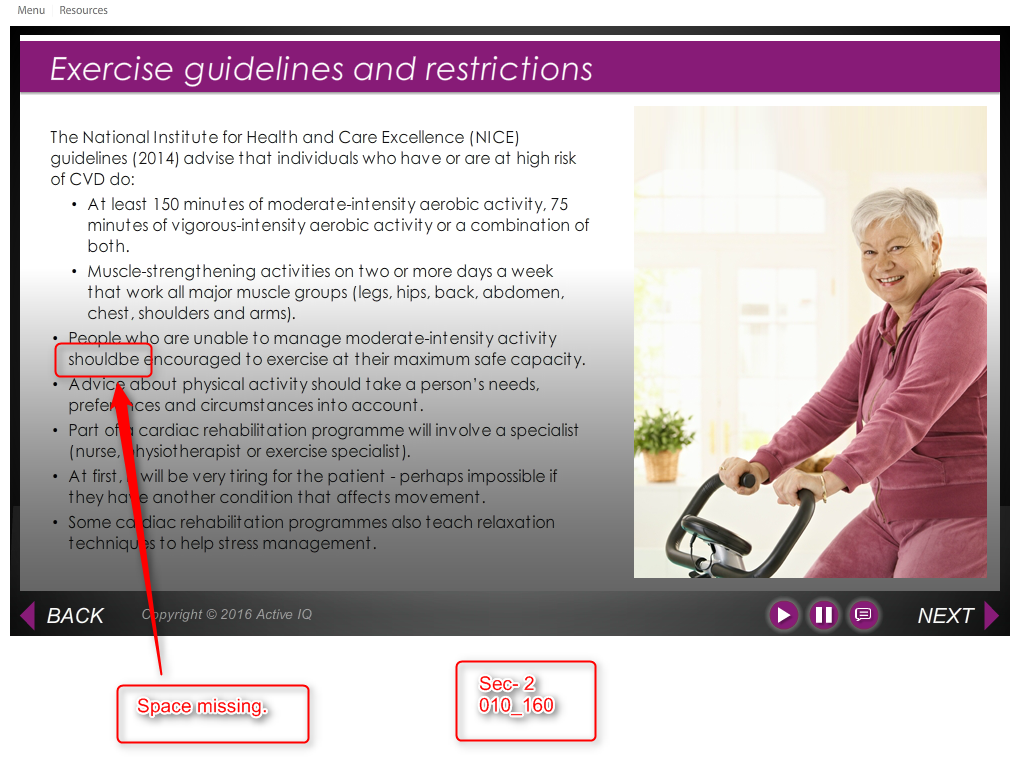 Menu Resources
Exercise guidelines and restrictions
The National Institute for Health and Care Excellence (NICE)
guidelines (2014) advise that individuals who have or are at high risk
of CVD do:
• At least 150 minutes of moderate-intensity aerobic activity, 75
minutes of vigorous-intensity aerobic activity or a combination of
both.
• Muscle-strengthening activities on two or more days a week
that work all major muscle groups (legs, hips, back, abdomen,
chest, shoulders and arms).
• People who are unable to manage moderate-intensity activity
shouldbe encouraged to exercise at their maximum safe capacity.
• Advice about physical activity should take a person's needs,
preferences and circumstances into account.
• Part of a cardiac rehabilitation programme will involve a specialist
(nurse, physiotherapist or exercise specialist).
• At first, it will be very tiring for the patient - perhaps impossible if
they have another condition that affects movement.
• Some cardiac rehabilitation programmes also teach relaxation
techniques to help stress management.
BACK Copyright © 2016 Active IQ NEXT
Space missing.
Sec- 2
010_160